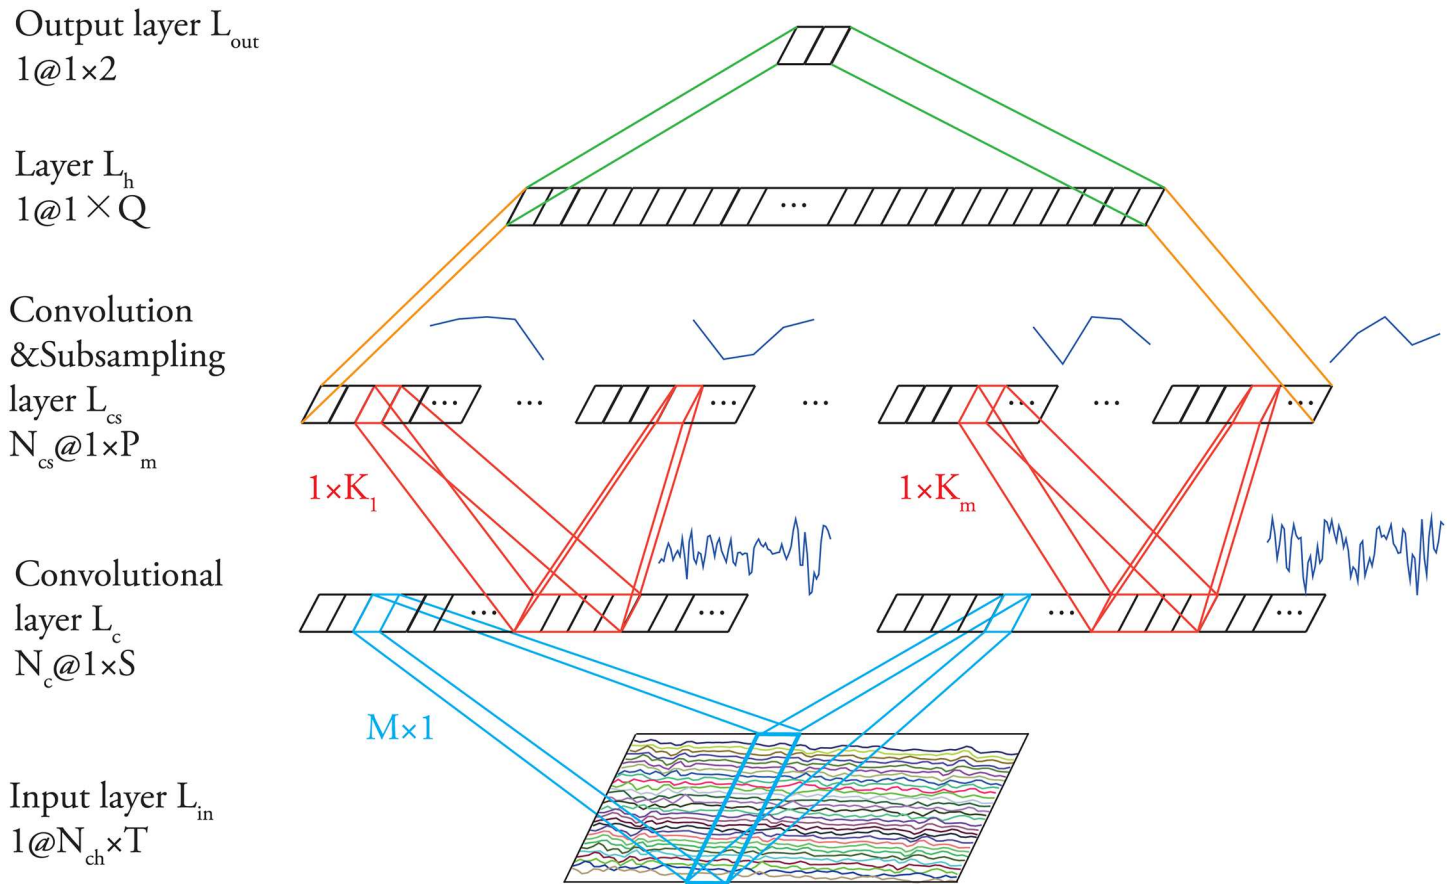 Output layer L_out
1@1×2
Layer L_h
1@1×Q
Convolution
&Subsampling
layer L_cs
N_cs@1×P_m
1×K_1
1×K_m
Convolutional
layer L_c
N_c@1×S
M×1
Input layer L_in
1@N_ch×T